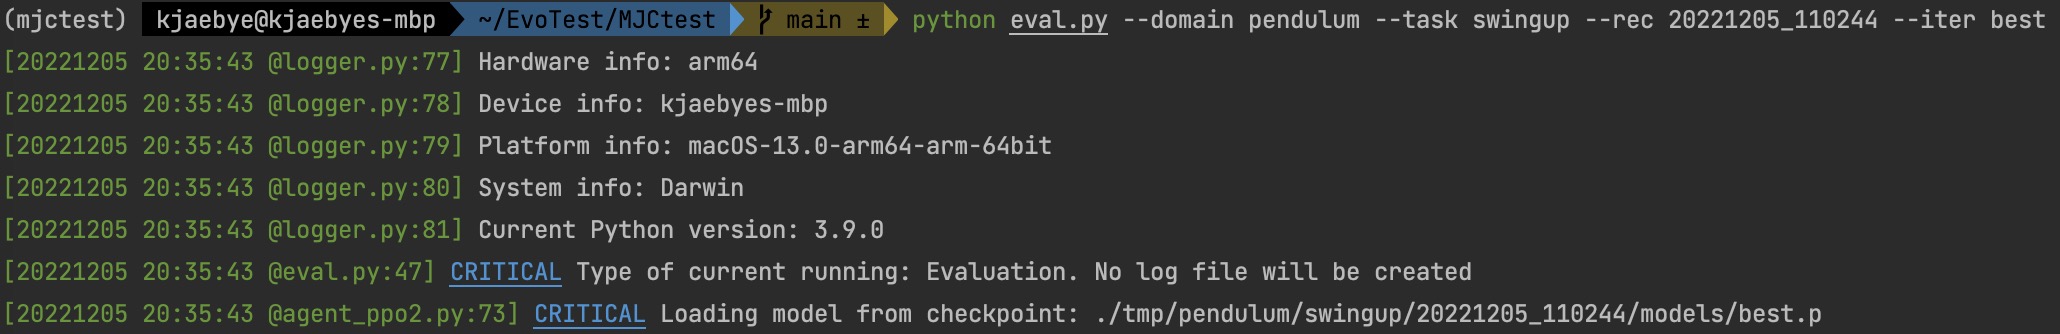 (mjctest) kjaebye@kjaebyes-mbp ~/EvoTest/MJCtest main ± python eval.py --domain pendulum --task swingup --rec 20221205_110244 --iter best
[20221205 20:35:43 @logger.py:77] Hardware info: arm64
[20221205 20:35:43 @logger.py:78] Device info: kjaebyes-mbp
[20221205 20:35:43 @logger.py:79] Platform info: macOS-13.0-arm64-arm-64bit
[20221205 20:35:43 @logger.py:80] System info: Darwin
[20221205 20:35:43 @logger.py:81] Current Python version: 3.9.0
[20221205 20:35:43 @eval.py:47] CRITICAL Type of current running: Evaluation. No log file will be created
[20221205 20:35:43 @agent_ppo2.py:73] CRITICAL Loading model from checkpoint: ./tmp/pendulum/swingup/20221205_110244/models/best.p